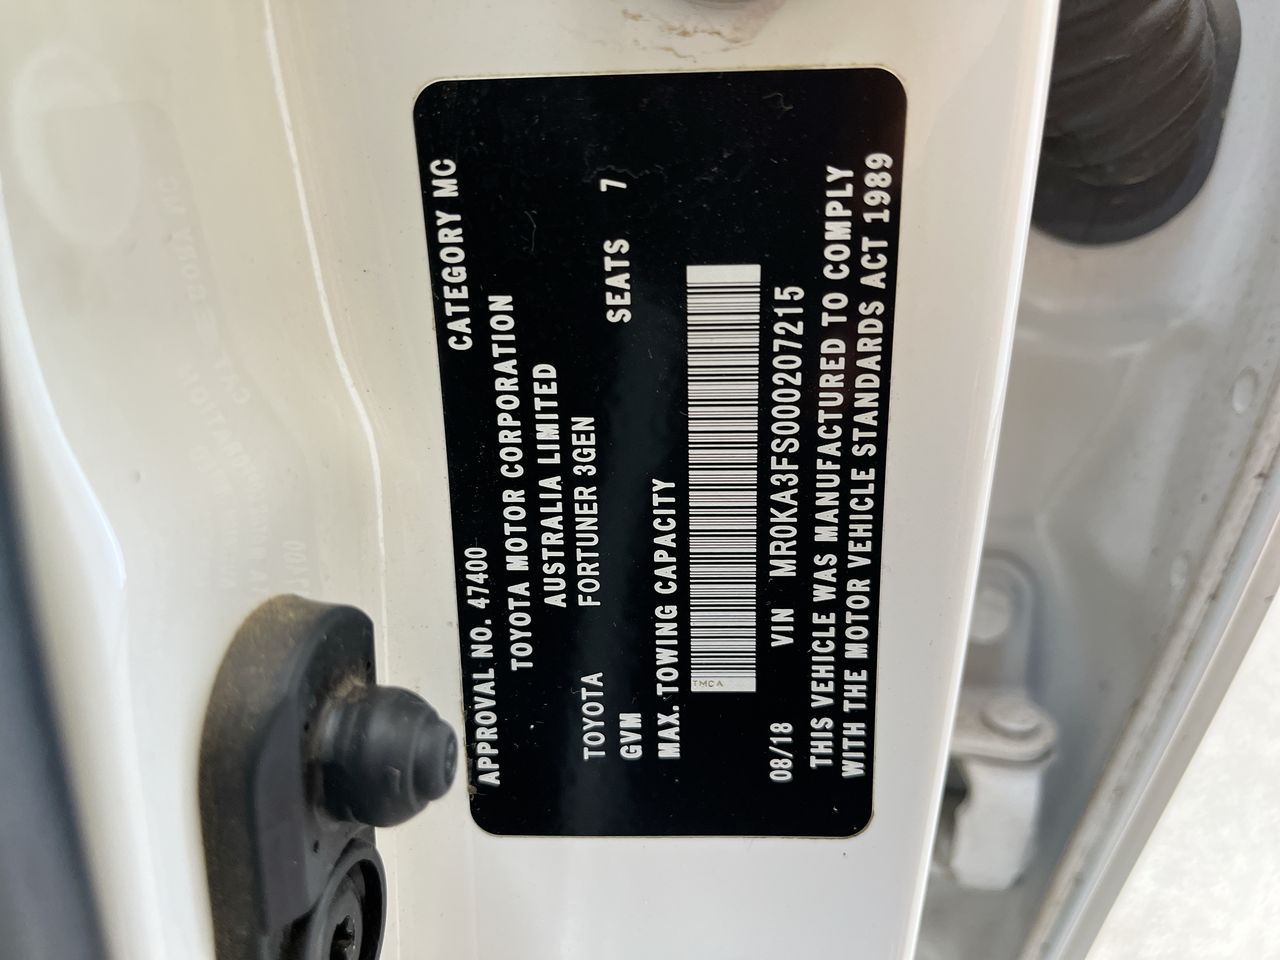 APPROVAL NO. 47400 CATEGORY MC
TOYOTA MOTOR CORPORATION
AUSTRALIA LIMITED
TOYOTA FORTUNER 3GEN
GVM SEATS 7
MAX. TOWING CAPACITY
TMCA
08/18 VIN MR0KA3FS000207215
THIS VEHICLE WAS MANUFACTURED TO COMPLY
WITH THE MOTOR VEHICLE STANDARDS ACT 1989